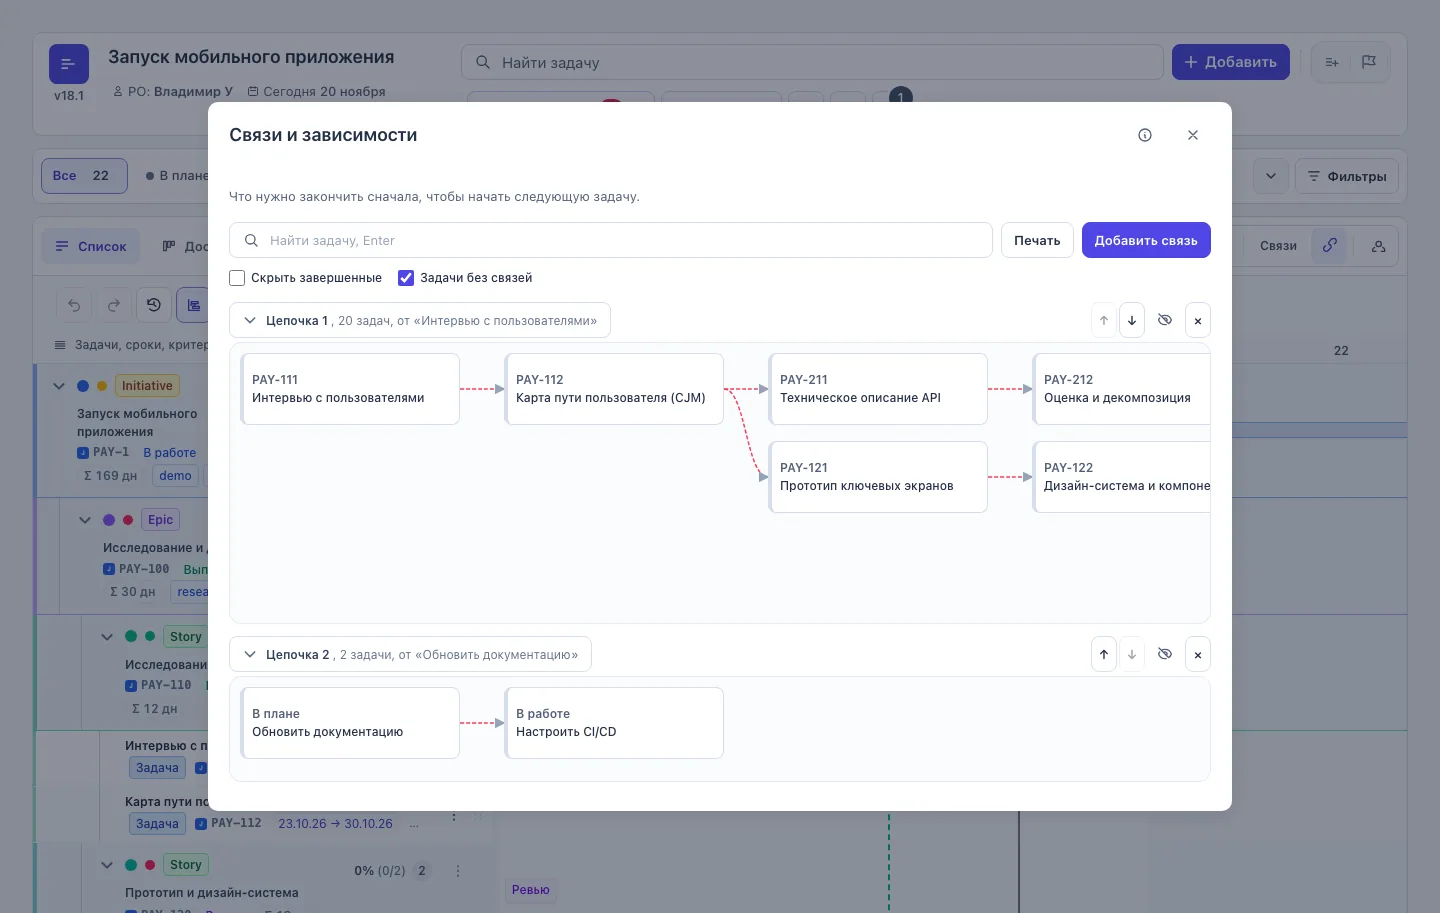 Запуск мобильного приложения
Найти задачу
Добавить
v18.1
РО: Владимир У
Сегодня 20 ноября
1
Все 22
В плане
Фильтры
Связи и зависимости
Что нужно закончить сначала, чтобы начать следующую задачу.
Найти задачу, Enter
Печать
Добавить связь
Скрыть завершенные
Задачи без связей
Цепочка 1, 20 задач, от «Интервью с пользователями»
PAY-111
Интервью с пользователями
PAY-112
Карта пути пользователя (CJM)
PAY-211
Техническое описание API
PAY-212
Оценка и декомпозиция
PAY-121
Прототип ключевых экранов
PAY-122
Дизайн-система и компоне
Цепочка 2, 2 задачи, от «Обновить документацию»
В плане
Обновить документацию
В работе
Настроить CI/CD
Список
Дос
Связи
Задачи, сроки, критер
22
Initiative
Запуск мобильного
приложения
PAY-1 В работе
Σ 169 дн demo
Epic
Исследование и
PAY-100 Вып
Σ 30 дн resea
Story
Исследовани
PAY-110
Σ 12 дн
Интервью с п
Задача
Карта пути по
Задача PAY-112 23.10.26 → 30.10.26 ...
Story 0% (0/2) 2
Прототип и дизайн-система
Ревью